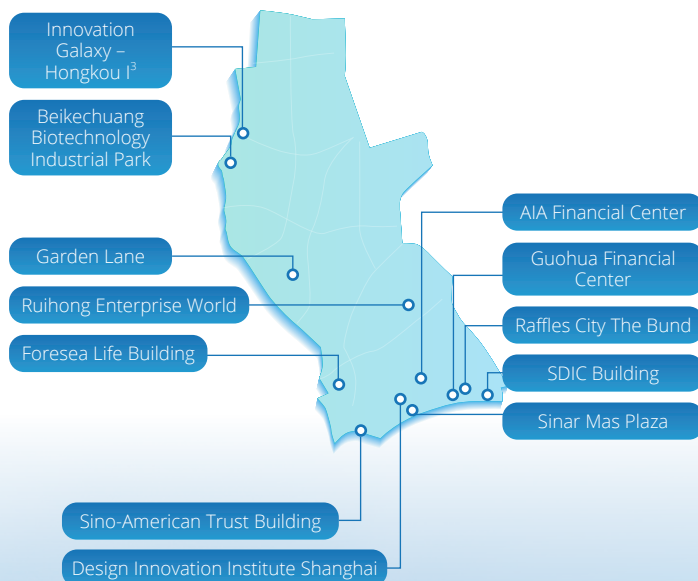 Innovation
Galaxy –
Hongkou I³
Beikechuang
Biotechnology
Industrial Park
Garden Lane
Ruihong Enterprise World
Foresea Life Building
AIA Financial Center
Guohua Financial
Center
Raffles City The Bund
SDIC Building
Sinar Mas Plaza
Sino-American Trust Building
Design Innovation Institute Shanghai